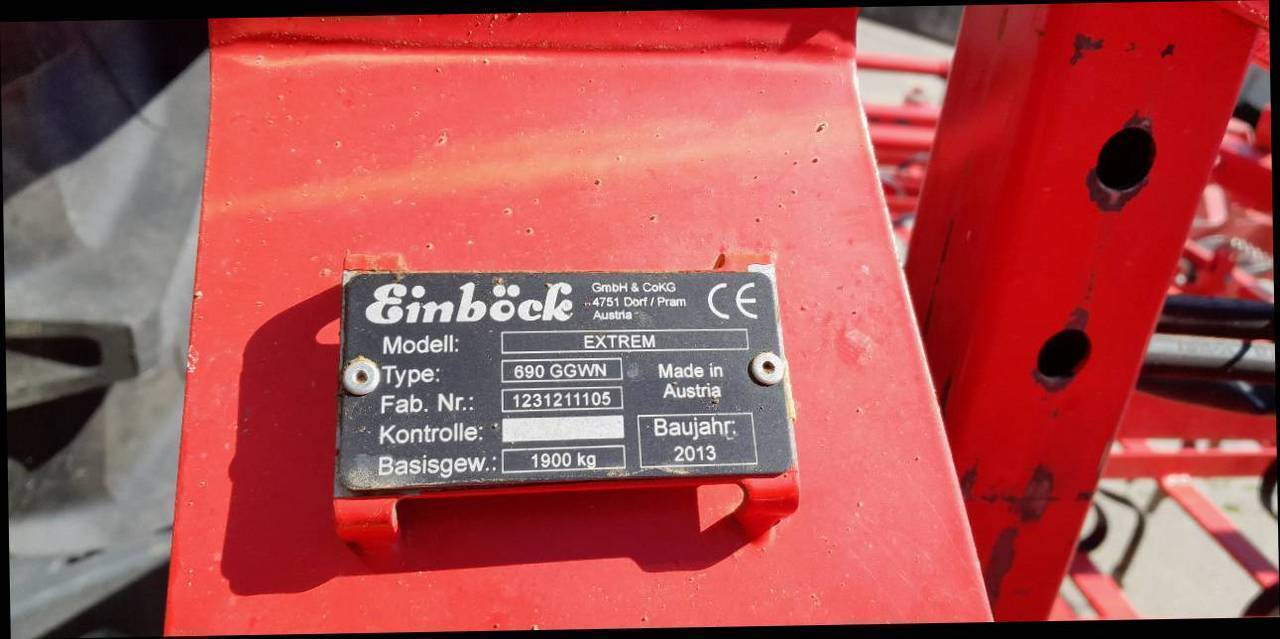 Einböck
GmbH & CoKG
4751 Dorf / Pram
Austria
CE
Modell: EXTREM
Type: 690 GGWN
Made in
Austria
Fab. Nr.: 1231211105
Kontrolle:
Baujahr:
2013
Basisgew.: 1900 kg